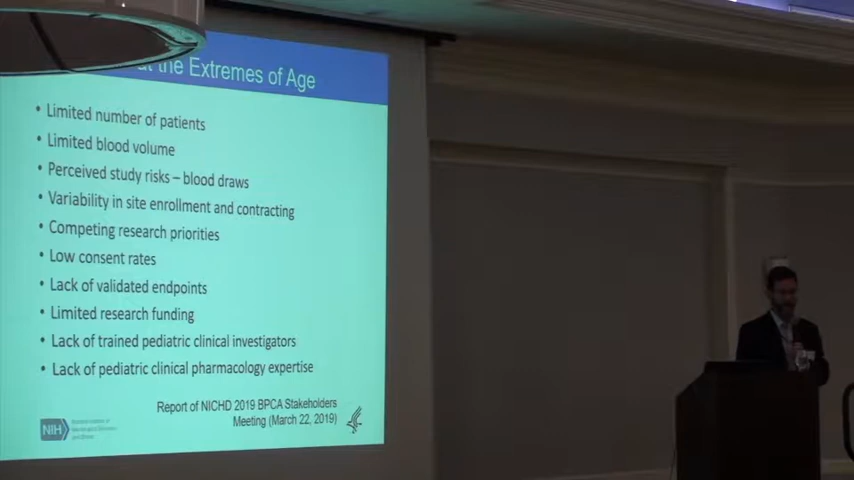 the Extremes of Age
• Limited number of patients
• Limited blood volume
• Perceived study risks – blood draws
• Variability in site enrollment and contracting
• Competing research priorities
• Low consent rates
• Lack of validated endpoints
• Limited research funding
• Lack of trained pediatric clinical investigators
• Lack of pediatric clinical pharmacology expertise
Report of NICHD 2019 BPCA Stakeholders
Meeting (March 22, 2019)
NIH